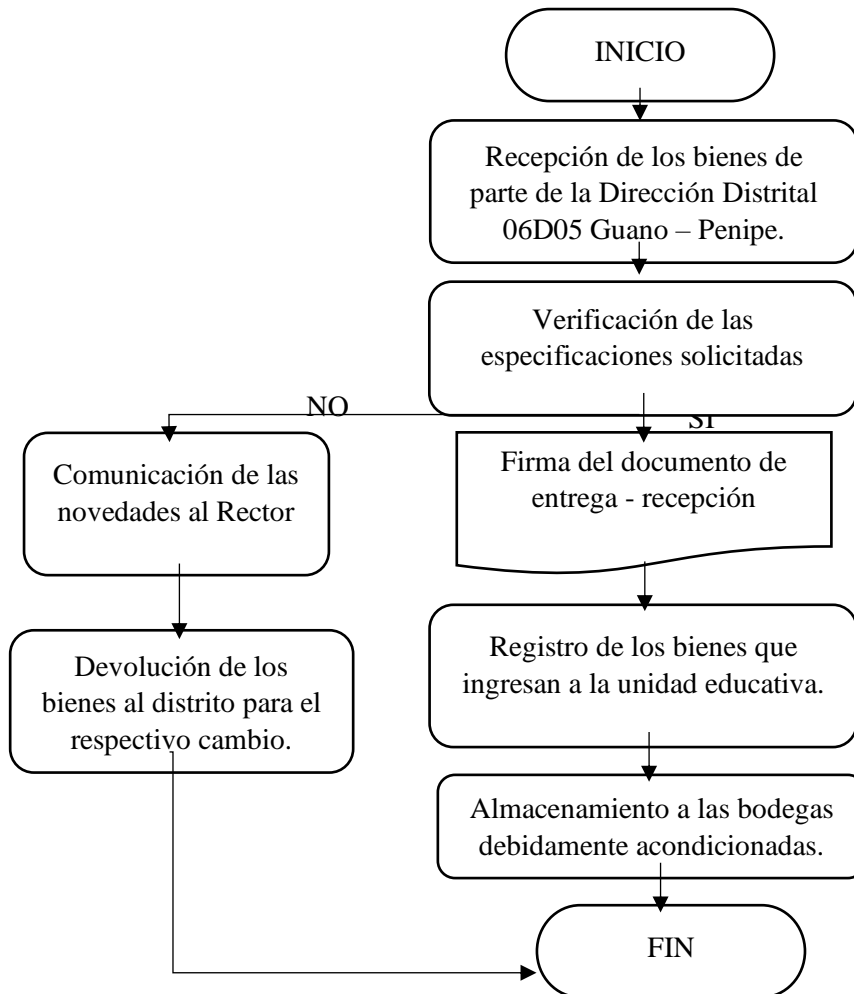 INICIO
Recepción de los bienes de
parte de la Dirección Distrital
06D05 Guano – Penipe.
Verificación de las
especificaciones solicitadas
NO
SI
Comunicación de las
novedades al Rector
Firma del documento de
entrega - recepción
Devolución de los
bienes al distrito para el
respectivo cambio.
Registro de los bienes que
ingresan a la unidad educativa.
Almacenamiento a las bodegas
debidamente acondicionadas.
FIN